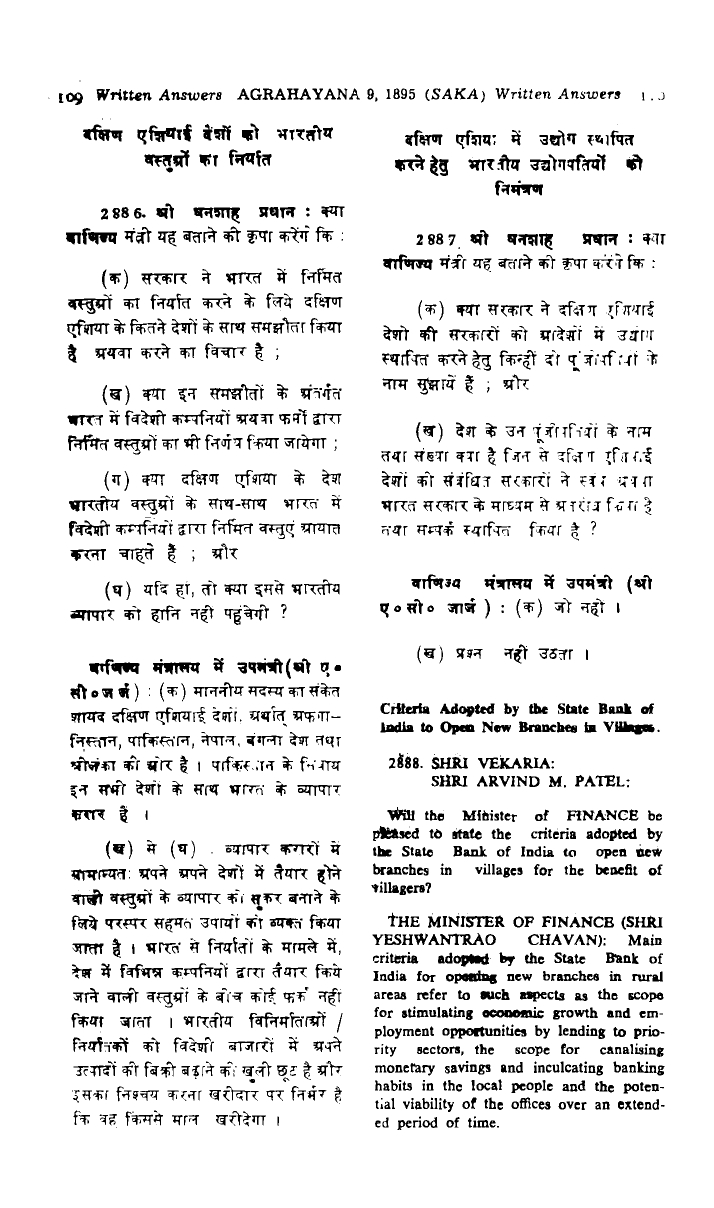 109 Written Answers AGRAHAYANA 9, 1895 (SAKA) Written Answers
दक्षिण एशियाई देशों को भारतीय
वस्तुओं का निर्यात
2886. श्री धनशाह प्रधान : क्या
वाणिज्य मंत्री यह बताने की कृपा करेंगे कि :
(क) सरकार ने भारत में निर्मित
वस्तुओं का निर्यात करने के लिये दक्षिण
एशिया के कितने देशों के साथ समझौता किया
है अथवा करने का विचार है ;
(ख) क्या इन समझौतों के अंतर्गत
भारत में विदेशी कम्पनियों अथवा फर्मों द्वारा
निर्मित वस्तुओं का भी निर्यात किया जायेगा ;
(ग) क्या दक्षिण एशिया के देश
भारतीय वस्तुओं के साथ-साथ भारत में
विदेशी कम्पनियों द्वारा निर्मित वस्तुएं आयात
करना चाहते हैं ; और
(घ) यदि हां, तो क्या इससे भारतीय
व्यापार को हानि नही पहुंचेगी ?
वाणिज्य मंत्रालय में उपमंत्री (श्री ए॰
सी॰ जार्ज) : (क) माननीय सदस्य का संकेत
शायद दक्षिण एशियाई देशों, अर्थात् अफगा-
निस्तान, पाकिस्तान, नेपाल, बंगला देश तथा
श्रीलंका की ओर है । पाकिस्तान के सिवाय
इन सभी देशों के साथ भारत के व्यापार
करार हैं ।
(ख) से (घ) . व्यापार करारों में
सामान्यतः अपने अपने देशों में तैयार होने
वाली वस्तुओं के व्यापार को सुकर बनाने के
लिये परस्पर सहमत उपायों को व्यक्त किया
जाता है । भारत से निर्यातों के मामले में,
देश में विभिन्न कम्पनियों द्वारा तैयार किये
जाने वाली वस्तुओं के बीच कोई फर्क नहीं
किया जाता । भारतीय विनिर्माताओं /
निर्यातकों को विदेशी बाजारों में अपने
उत्पादों की बिक्री बढ़ाने की खुली छूट है और
इसका निश्चय करना खरीदार पर निर्भर है
कि वह किससे माल खरीदेगा ।
दक्षिण एशिया में उद्योग स्थापित
करने हेतु भारतीय उद्योगपतियों को
निमंत्रण
2887. श्री धनशाह प्रधान : क्या
वाणिज्य मंत्री यह बताने की कृपा करेंगे कि :
(क) क्या सरकार ने दक्षिण एशियाई
देशों की सरकारों को प्रादेशों में उद्योग
स्थापित करने हेतु किन्हीं दो पूंजीपतियों के
नाम सुझायें हैं ; और
(ख) देश के उन पूंजीपतियों के नाम
तथा संख्या क्या है जिन से दक्षिण एशियाई
देशों की संबंधित सरकारों ने स्वयं अथवा
भारत सरकार के माध्यम से अनुरोध किया है
तथा सम्पर्क स्थापित किया है ?
वाणिज्य मंत्रालय में उपमंत्री (श्री
ए॰ सी॰ जार्ज ) : (क) जी नहीं ।
(ख) प्रश्न नहीं उठता ।
Criteria Adopted by the State Bank of
India to Open New Branches in Villages.
2888. SHRI VEKARIA:
SHRI ARVIND M. PATEL:
Will the Minister of FINANCE be
pleased to state the criteria adopted by
the State Bank of India to open new
branches in villages for the benefit of
villagers?
THE MINISTER OF FINANCE (SHRI
YESHWANTRAO CHAVAN): Main
criteria adopted by the State Bank of
India for opening new branches in rural
areas refer to such aspects as the scope
for stimulating economic growth and em-
ployment opportunities by lending to prio-
rity sectors, the scope for canalising
monetary savings and inculcating banking
habits in the local people and the poten-
tial viability of the offices over an extend-
ed period of time.